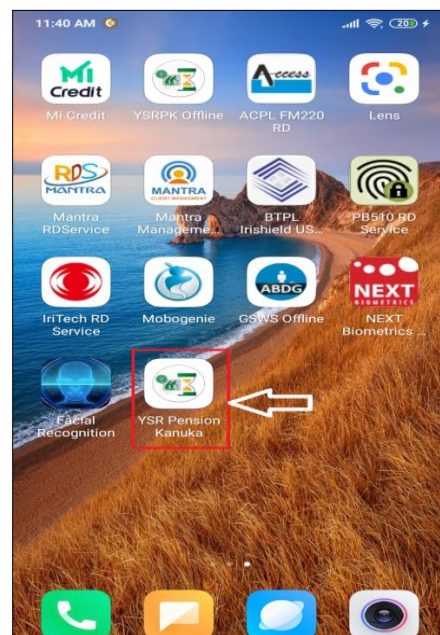 11:40 AM
20
Mi
Credit
Access
RDS
MANTRA
MANTRA
CLIENT MANAGMENT
ABDG
NEXT
BIOMETRICS
Mi Credit
YSRPK Offline
ACPL FM220
RD
Lens
Mantra
RDService
Mantra
Manageme...
BTPL
Irishield US...
PB510 RD
Service
IriTech RD
Service
Mobogenie
GSWS Offline
NEXT
Biometrics ...
Facial
Recognition
YSR Pension
Kanuka